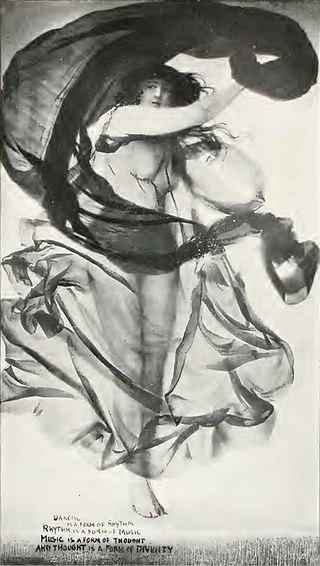 DANCING
IS A FORM OF RHYTHM
RHYTHM IS A FORM OF MUSIC
MUSIC IS A FORM OF THOUGHT
AND THOUGHT IS A FORM OF DIVINITY